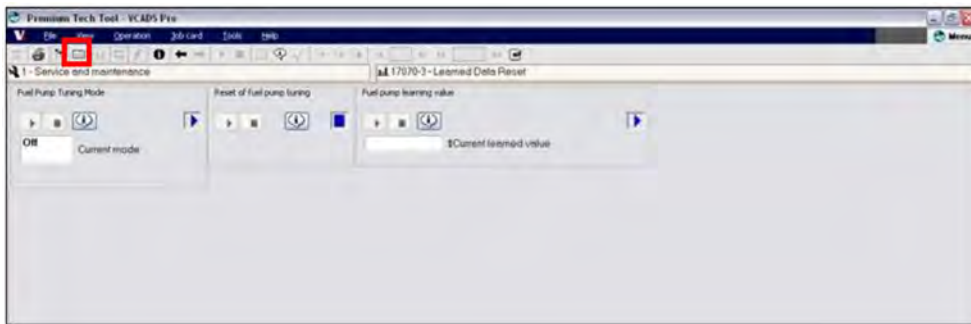 Premium Tech Tool - VCADS Pro
V File View Operation Job card Tools Help Menu
1 - Service and maintenance
17070-3 - Learned Data Reset
Fuel Pump Tuning Mode Reset of fuel pump tuning Fuel pump learning value
Off Current mode
Current learned value